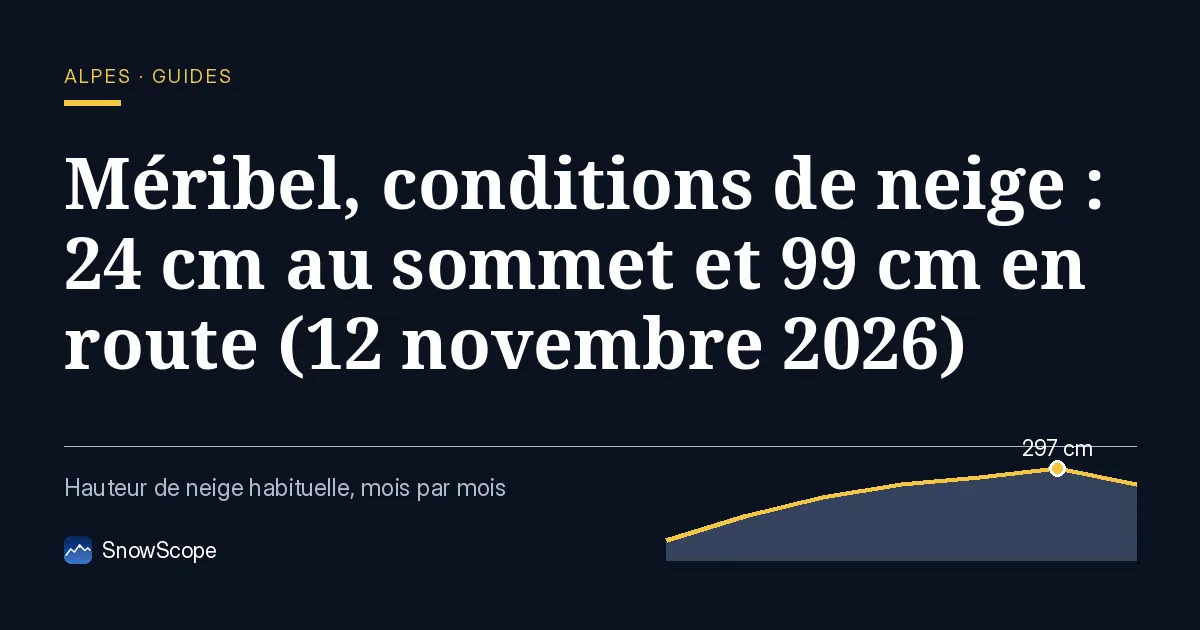 ALPES · GUIDES
Méribel, conditions de neige :
24 cm au sommet et 99 cm en
route (12 novembre 2026)
297 cm
Hauteur de neige habituelle, mois par mois
SnowScope